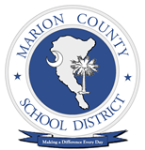 MARION COUNTY
SCHOOL DISTRICT
Making a Difference Every Day